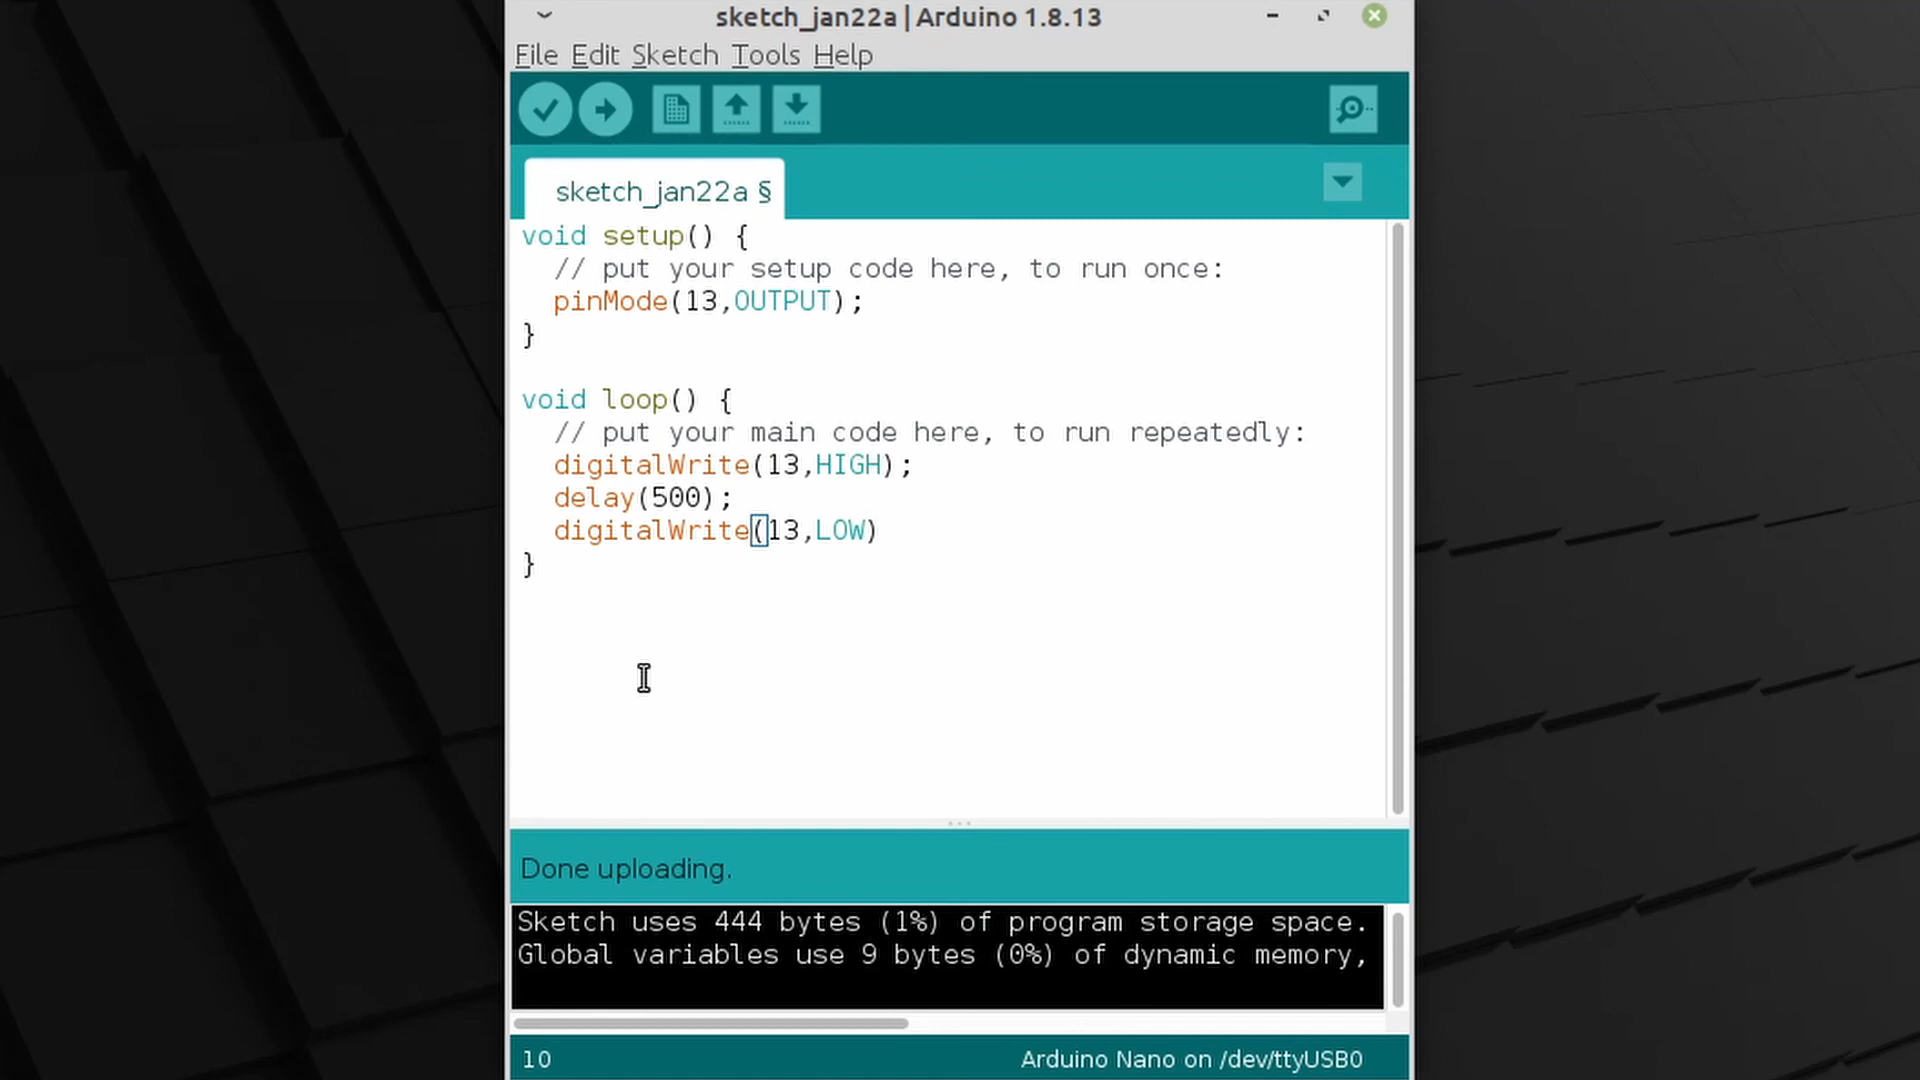 sketch_jan22a | Arduino 1.8.13
File Edit Sketch Tools Help
sketch_jan22a §
void setup() {
  // put your setup code here, to run once:
  pinMode(13,OUTPUT);
}

void loop() {
  // put your main code here, to run repeatedly:
  digitalWrite(13,HIGH);
  delay(500);
  digitalWrite(13,LOW)
}
Done uploading.
Sketch uses 444 bytes (1%) of program storage space.
Global variables use 9 bytes (0%) of dynamic memory,
10
Arduino Nano on /dev/ttyUSB0